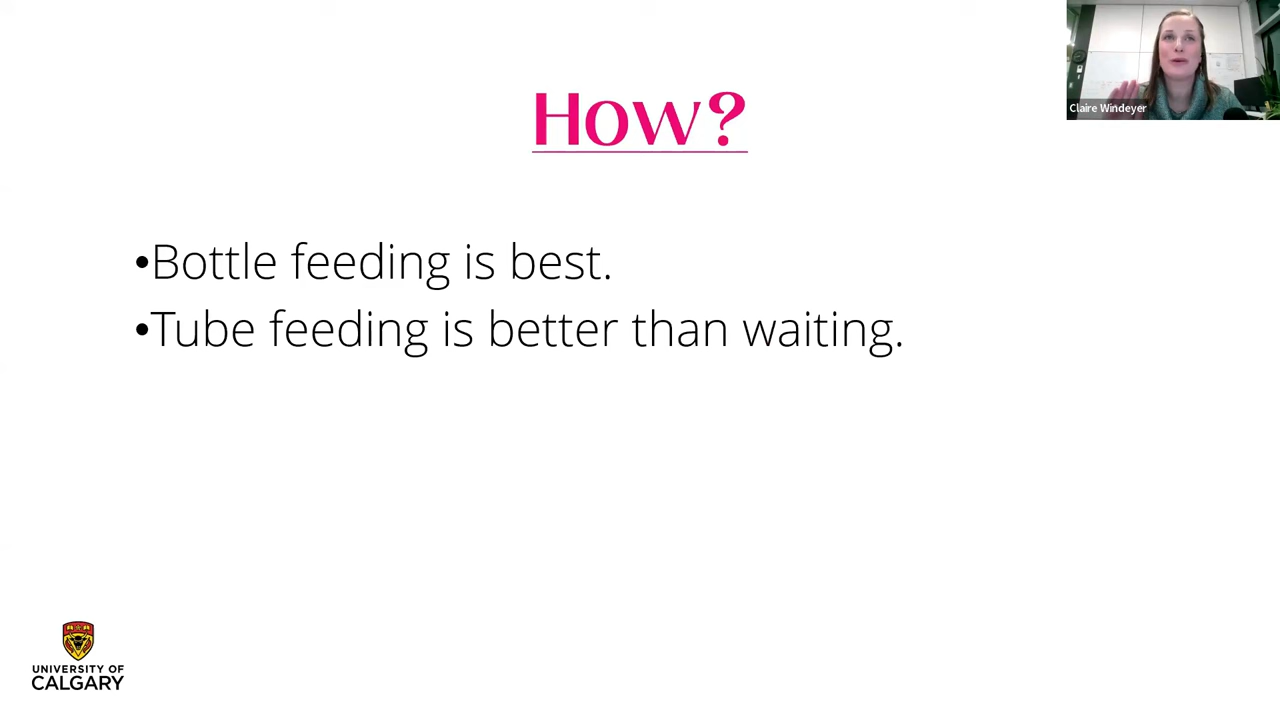 Claire Windeyer
How?
•Bottle feeding is best.
•Tube feeding is better than waiting.
UNIVERSITY OF
CALGARY